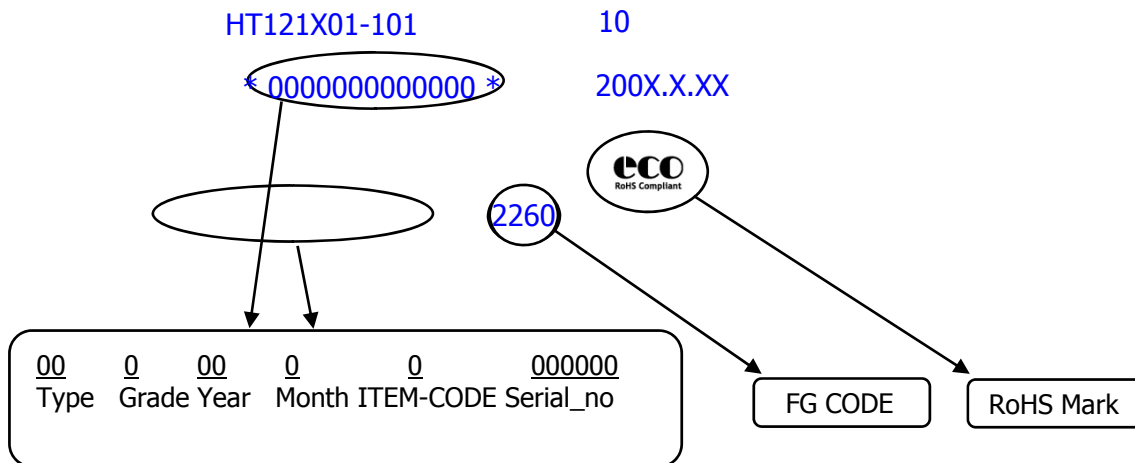 HT121X01-101 10
* 0000000000000 * 200X.X.XX
eco
RoHS Compliant
2260
00 0 00 0 0 000000
Type Grade Year Month ITEM-CODE Serial_no
FG CODE
RoHS Mark